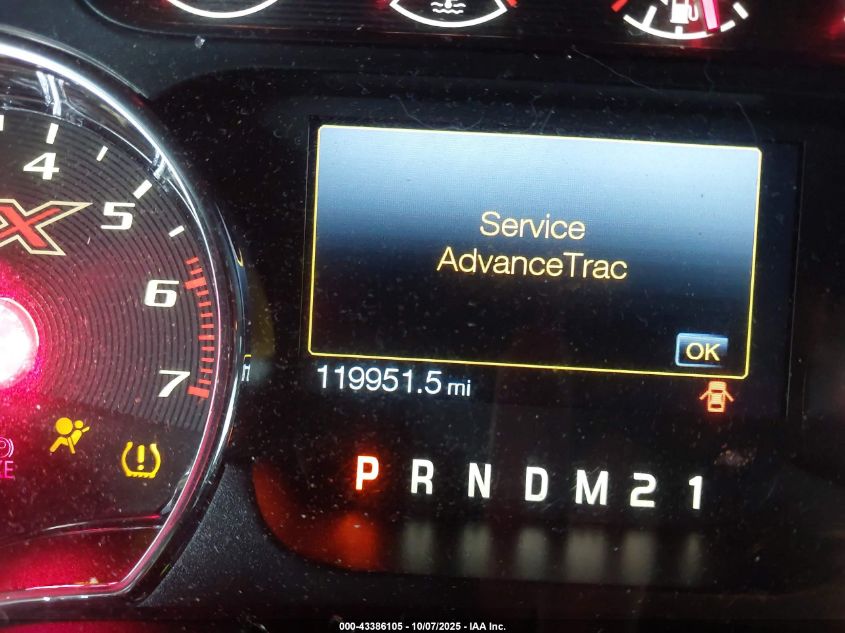 4
5
6
7
X
Service
AdvanceTrac
OK
119951.5 mi
P R N D M 2 1
000-43386105 - 10/07/2025 - IAA Inc.